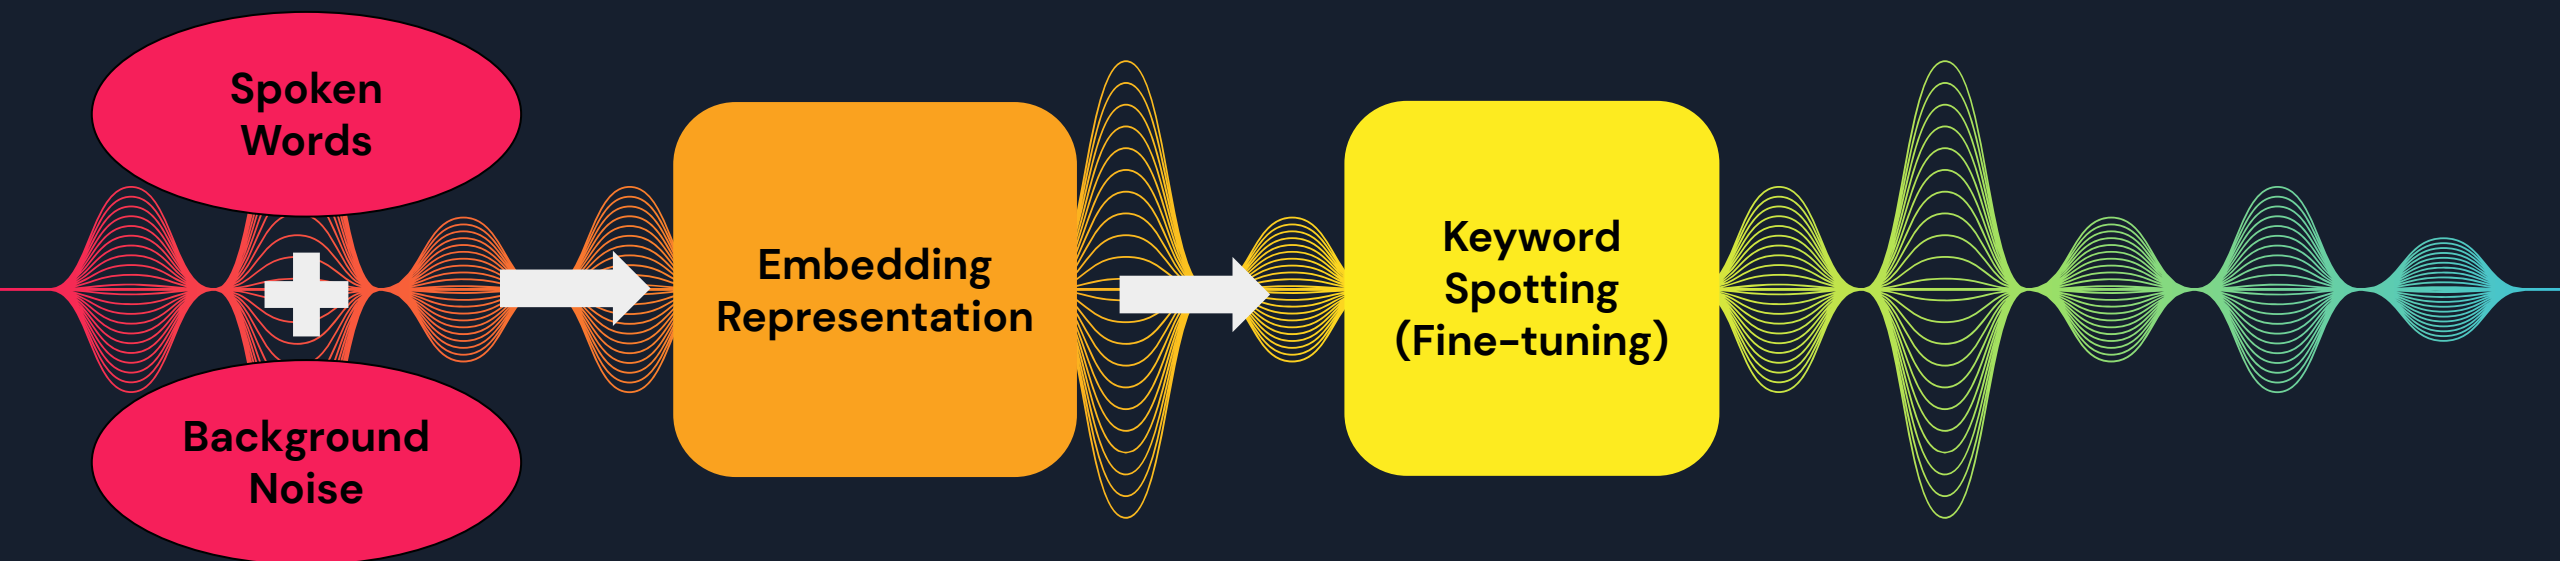 Spoken
Words
Background
Noise
Embedding
Representation
Keyword
Spotting
(Fine-tuning)